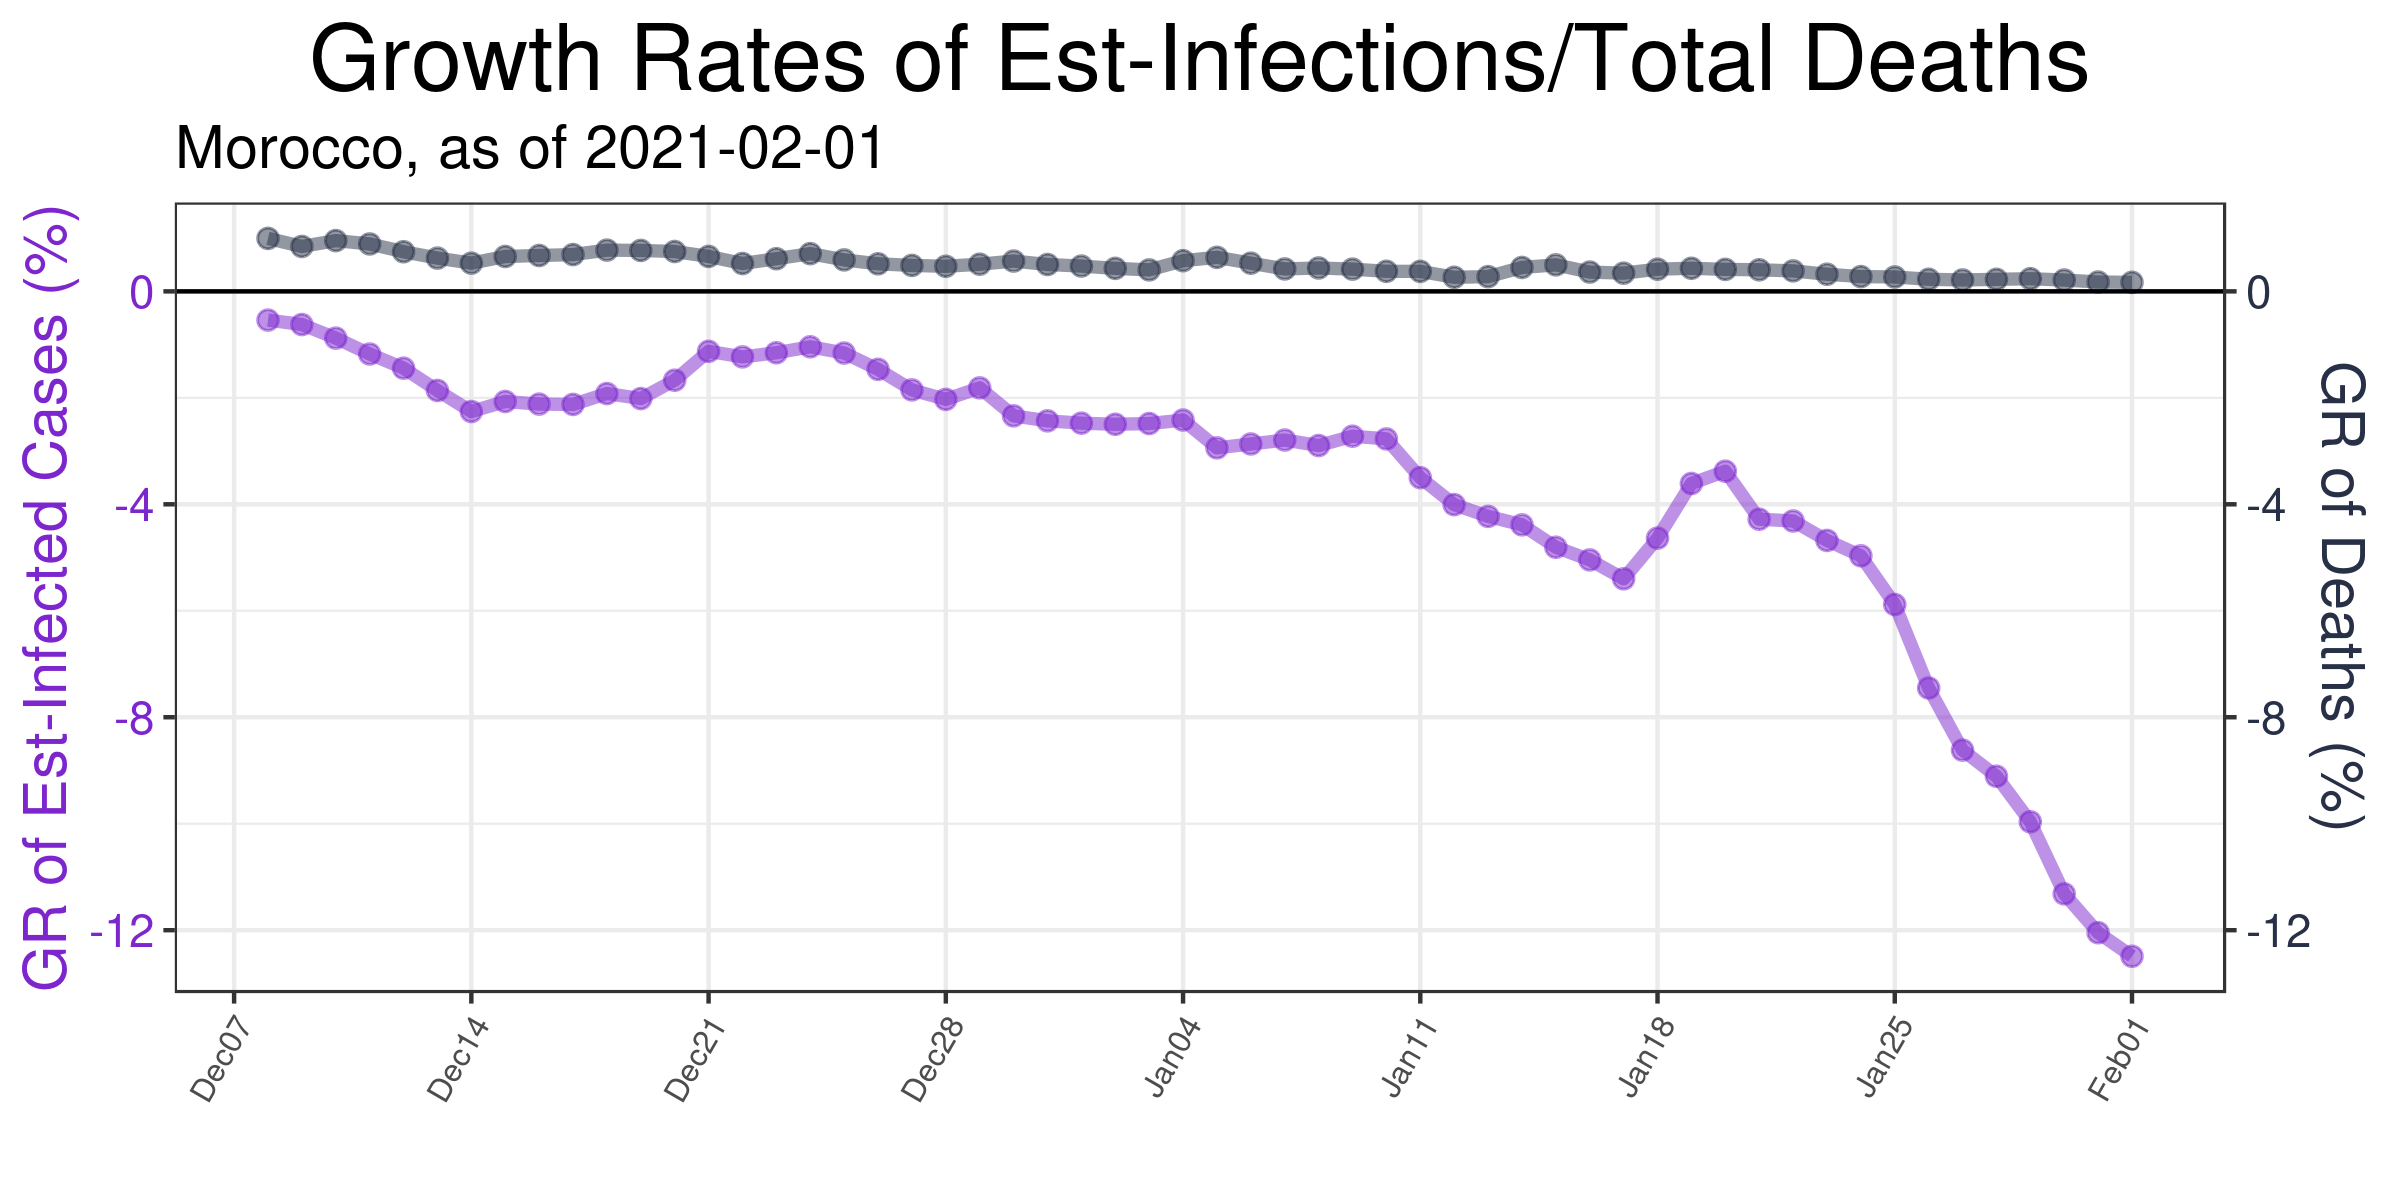 Growth Rates of Est-Infections/Total Deaths
Morocco, as of 2021-02-01
GR of Est-Infected Cases (%)
0
-4
-8
-12
0
-4
-8
-12
GR of Deaths (%)
Dec07
Dec14
Dec21
Dec28
Jan04
Jan11
Jan18
Jan25
Feb01